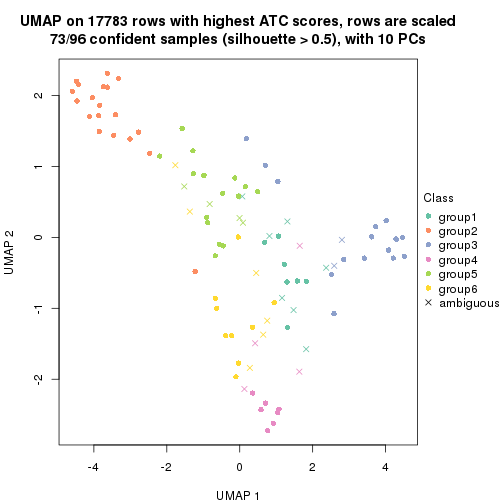 UMAP on 17783 rows with highest ATC scores, rows are scaled
73/96 confident samples (silhouette > 0.5), with 10 PCs
UMAP 2
2
1
0
-1
-2
-4
-2
0
2
4
UMAP 1
Class
group1
group2
group3
group4
group5
group6
ambiguous